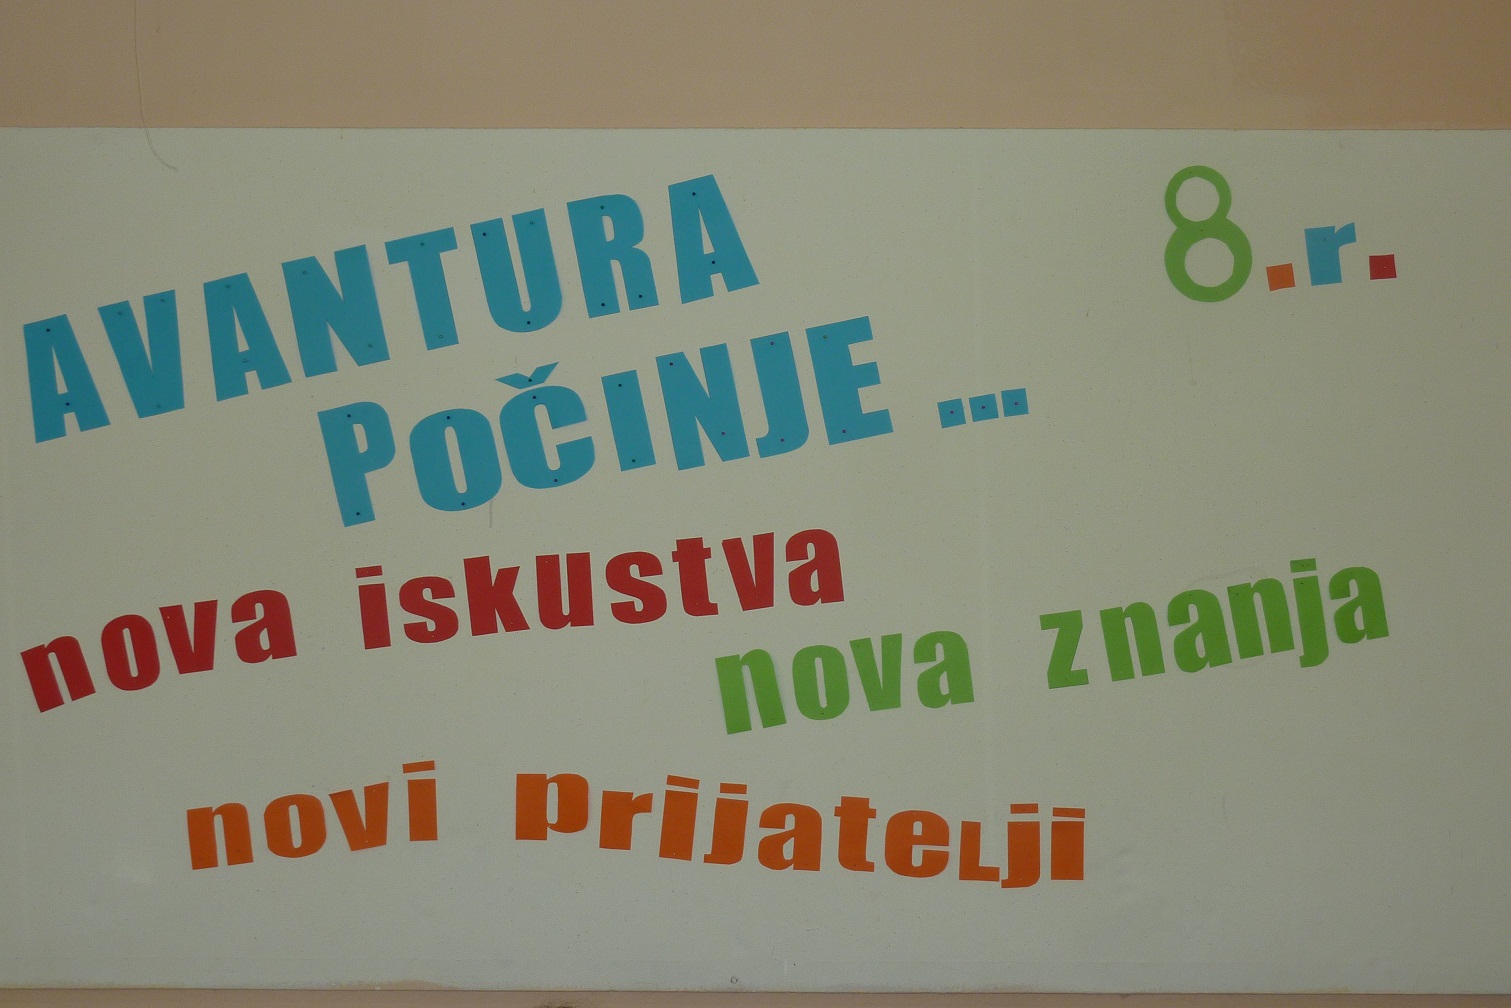 AVANTURA
8.r.
POČINJE ...
nova iskustva
nova znanja
novi prijatelji